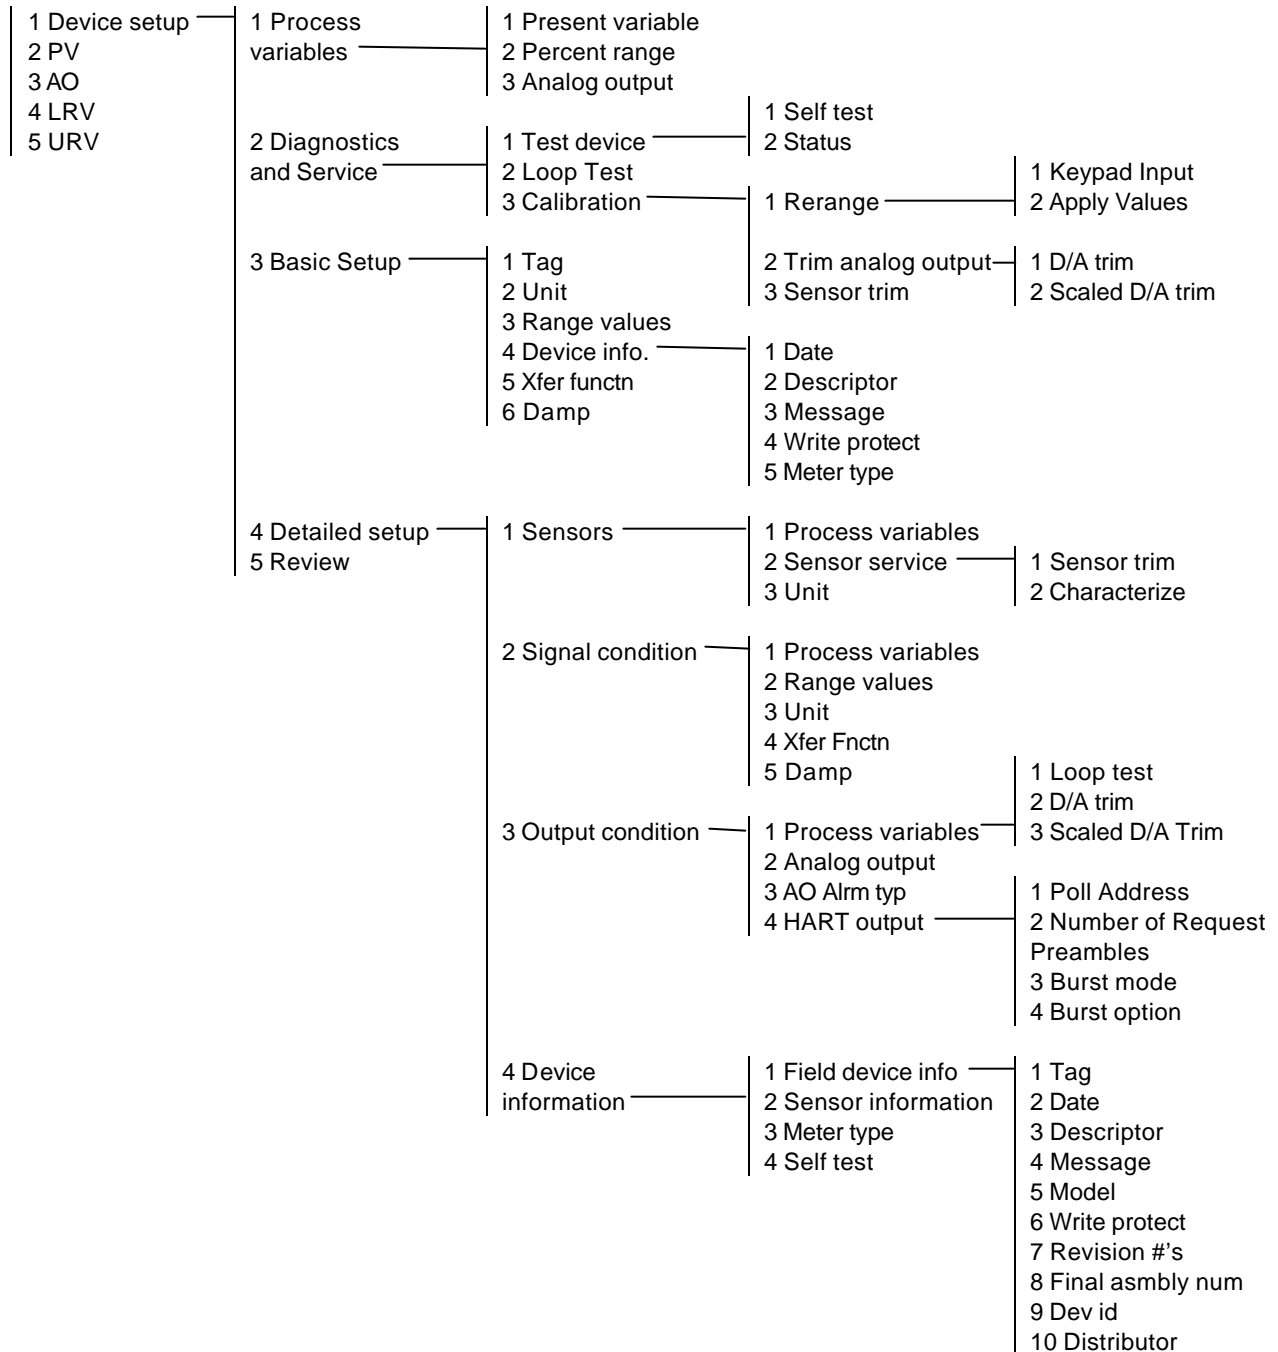 1 Device setup
2 PV
3 AO
4 LRV
5 URV
1 Process
variables
2 Diagnostics
and Service
3 Basic Setup
4 Detailed setup
5 Review
1 Present variable
2 Percent range
3 Analog output
1 Test device
2 Loop Test
3 Calibration
1 Self test
2 Status
1 Rerange
2 Trim analog output
3 Sensor trim
1 Keypad Input
2 Apply Values
1 D/A trim
2 Scaled D/A trim
1 Tag
2 Unit
3 Range values
4 Device info.
5 Xfer functn
6 Damp
1 Date
2 Descriptor
3 Message
4 Write protect
5 Meter type
1 Sensors
2 Signal condition
3 Output condition
4 Device
information
1 Process variables
2 Sensor service
3 Unit
1 Sensor trim
2 Characterize
1 Process variables
2 Range values
3 Unit
4 Xfer Fnctn
5 Damp
1 Process variables
2 Analog output
3 AO Alrm typ
4 HART output
1 Loop test
2 D/A trim
3 Scaled D/A Trim
1 Poll Address
2 Number of Request
Preambles
3 Burst mode
4 Burst option
1 Field device info
2 Sensor information
3 Meter type
4 Self test
1 Tag
2 Date
3 Descriptor
4 Message
5 Model
6 Write protect
7 Revision #'s
8 Final asmbly num
9 Dev id
10 Distributor